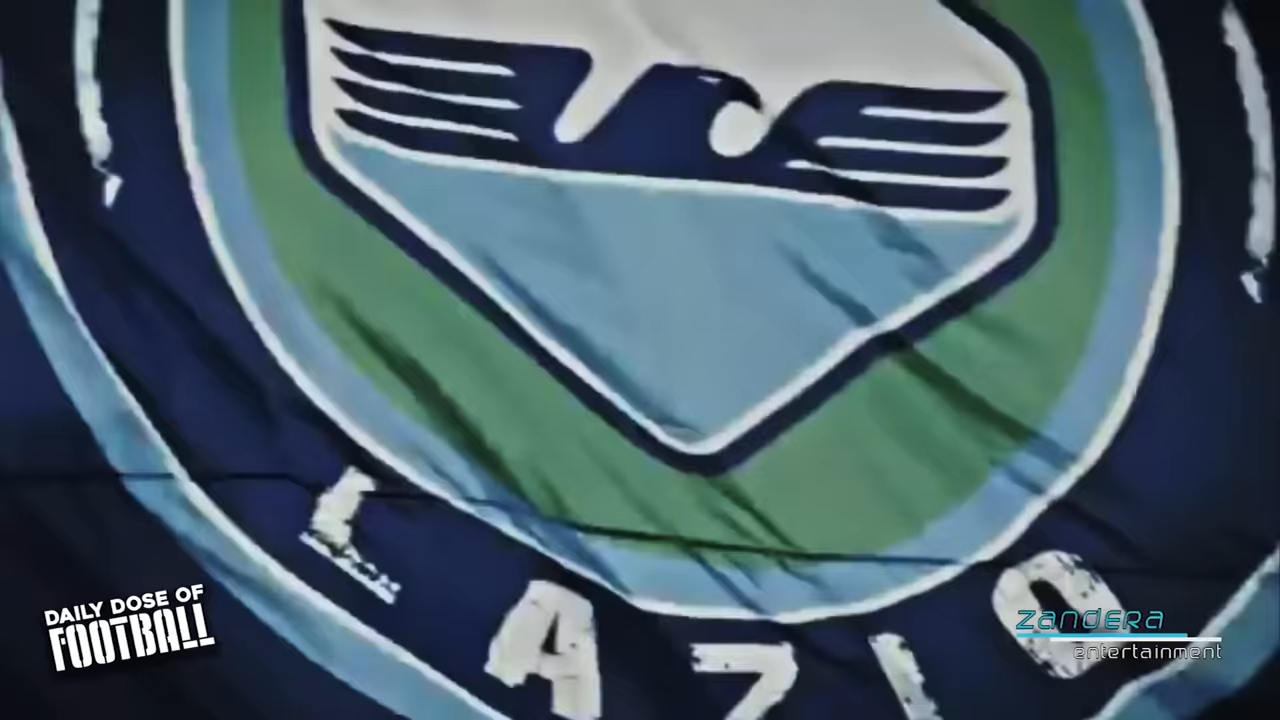 LAZIO
DAILY DOSE OF
FOOTBALL
zandera
entertainment